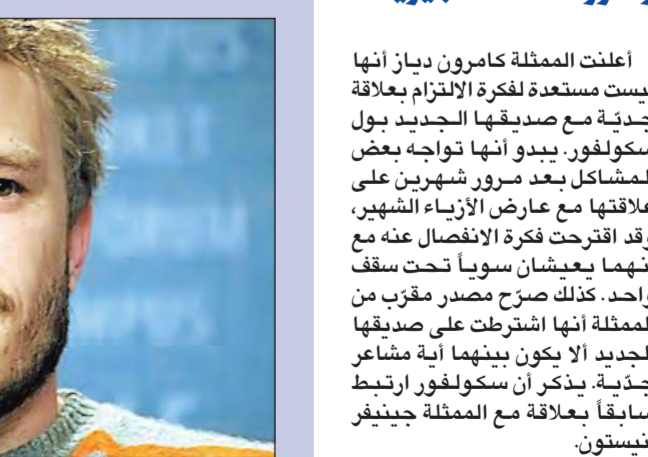 أعلنت الممثلة كامرون دياز أنها
ليست مستعدة لفكرة الالتزام بعلاقة
جديّة مع صديقها الجديد بول
سكولفور. يبدو أنها تواجه بعض
المشاكل بعد مرور شهرين على
علاقتها مع عارض الأزياء الشهير،
وقد اقترحت فكرة الانفصال عنه مع
أنهما يعيشان سوياً تحت سقف
واحد. كذلك صرّح مصدر مقرّب من
الممثلة أنها اشترطت على صديقها
الجديد ألا يكون بينهما أية مشاعر
جدّية. يذكر أن سكولفور ارتبط
سابقاً بعلاقة مع الممثلة جينيفر
أنيستون.